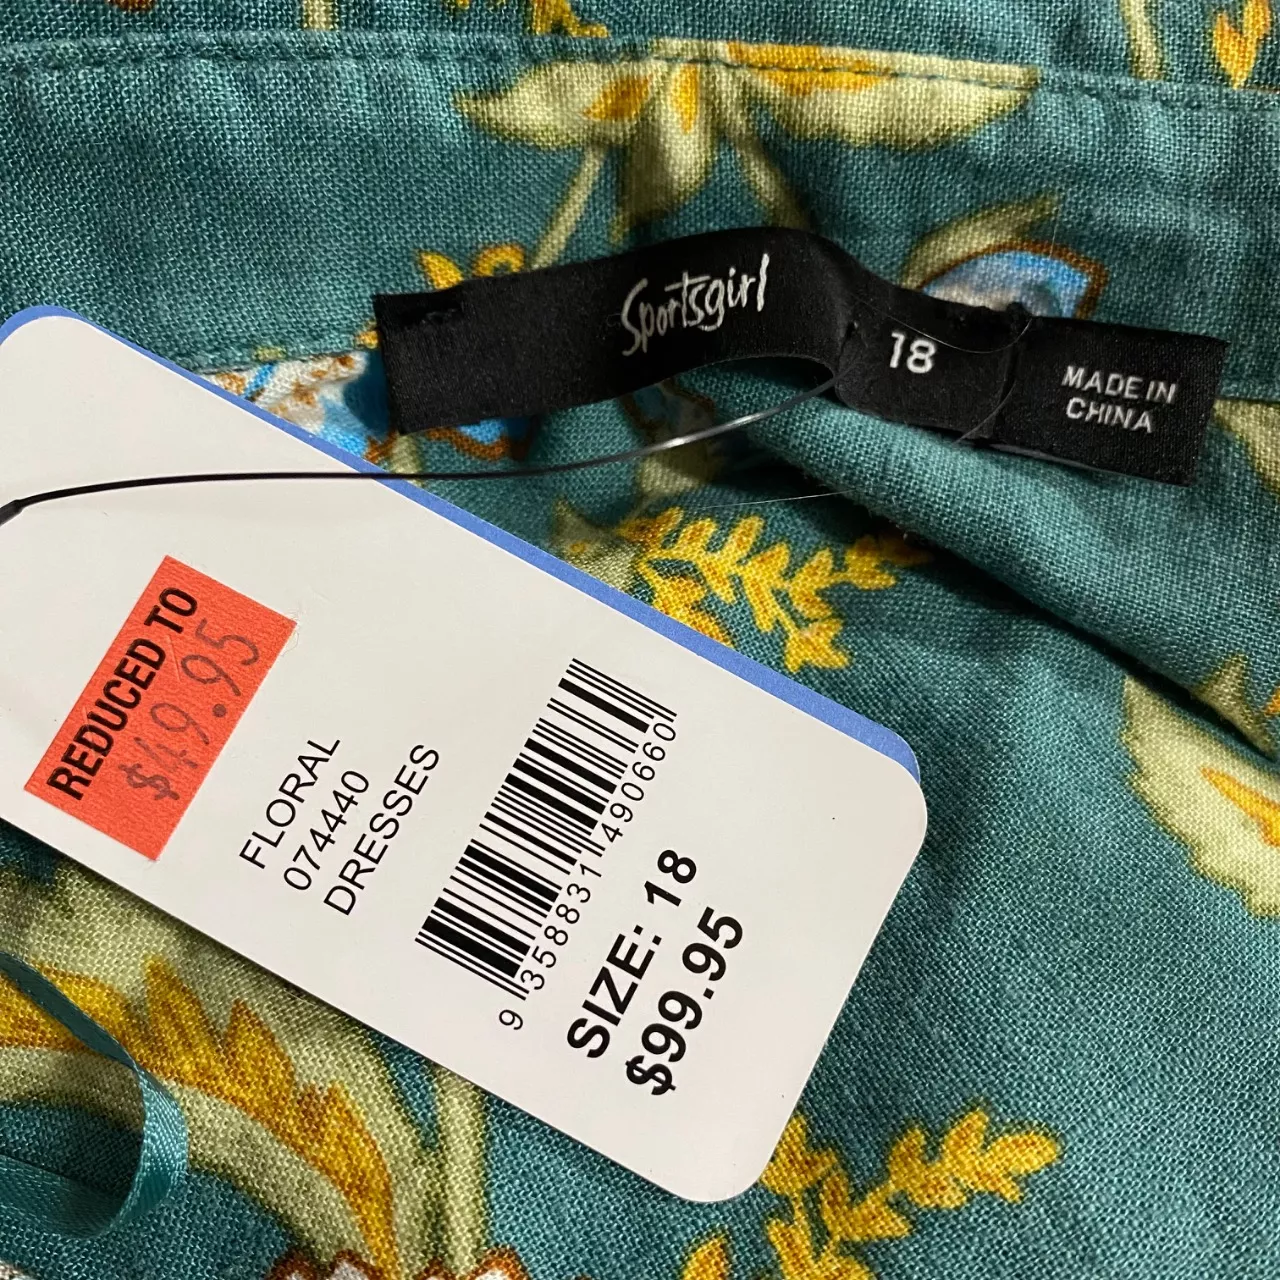 Sportsgirl
18
MADE IN
CHINA
REDUCED TO
$49.95
FLORAL
074440
DRESSES
9 358831 490660
SIZE: 18
$99.95